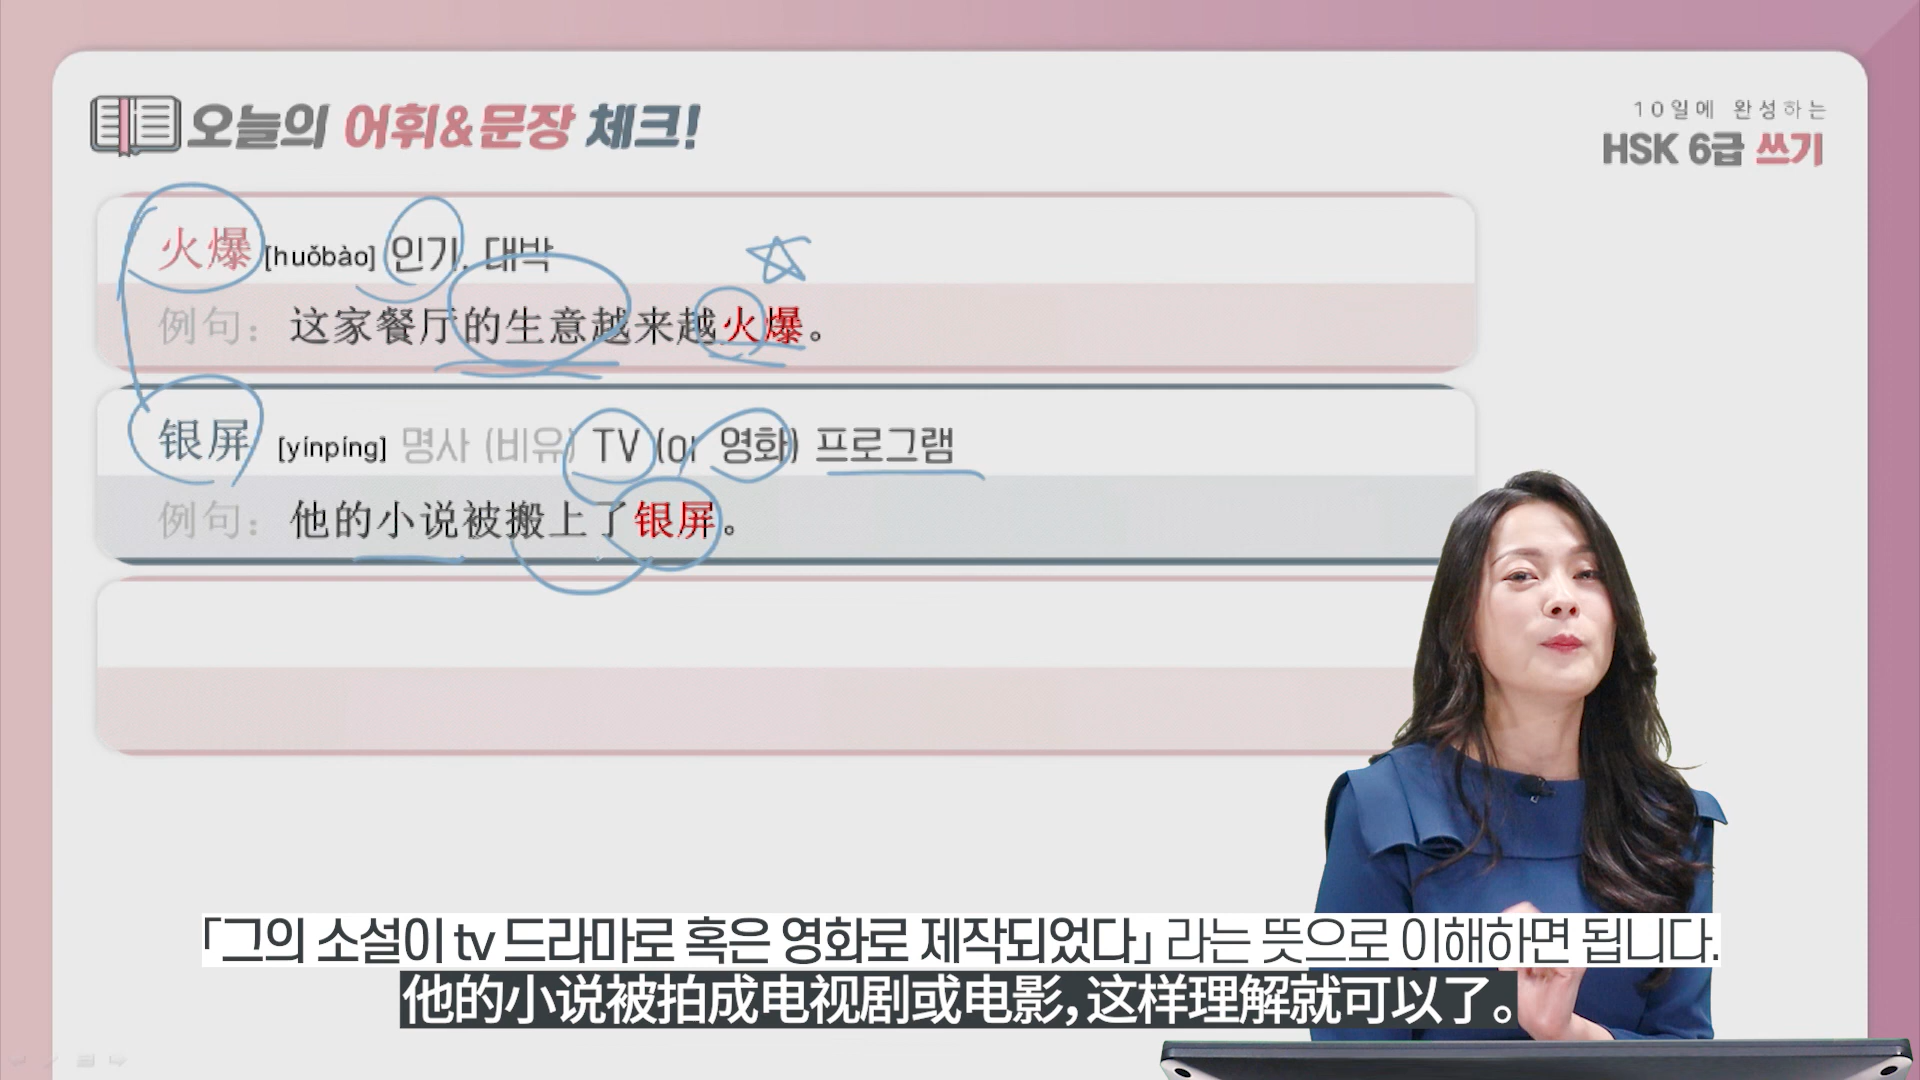 오늘의 어휘&문장 체크!
10일에 완성하는
HSK 6급 쓰기
火爆 [huǒbào] 인기, 대박
例句：这家餐厅的生意越来越火爆。
银屏 [yínpíng] 명사 (비유) TV (or 영화) 프로그램
例句：他的小说被搬上了银屏。
「그의 소설이 tv 드라마로 혹은 영화로 제작되었다」 라는 뜻으로 이해하면 됩니다.
他的小说被拍成电视剧或电影，这样理解就可以了。